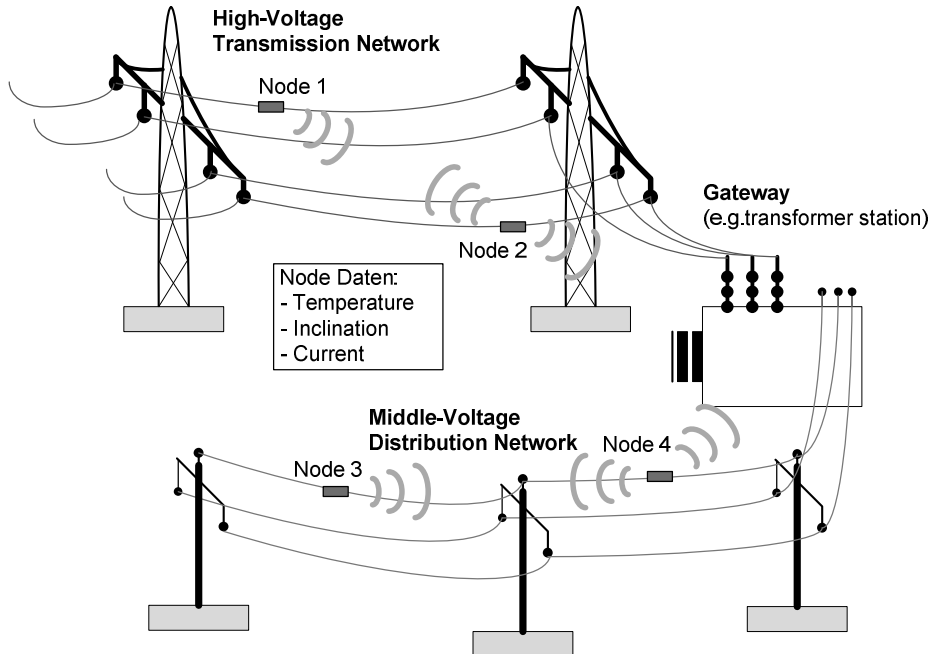 High-Voltage
Transmission Network
Node 1
Gateway
(e.g.transformer station)
Node 2
Node Daten:
- Temperature
- Inclination
- Current
Middle-Voltage
Distribution Network
Node 4
Node 3